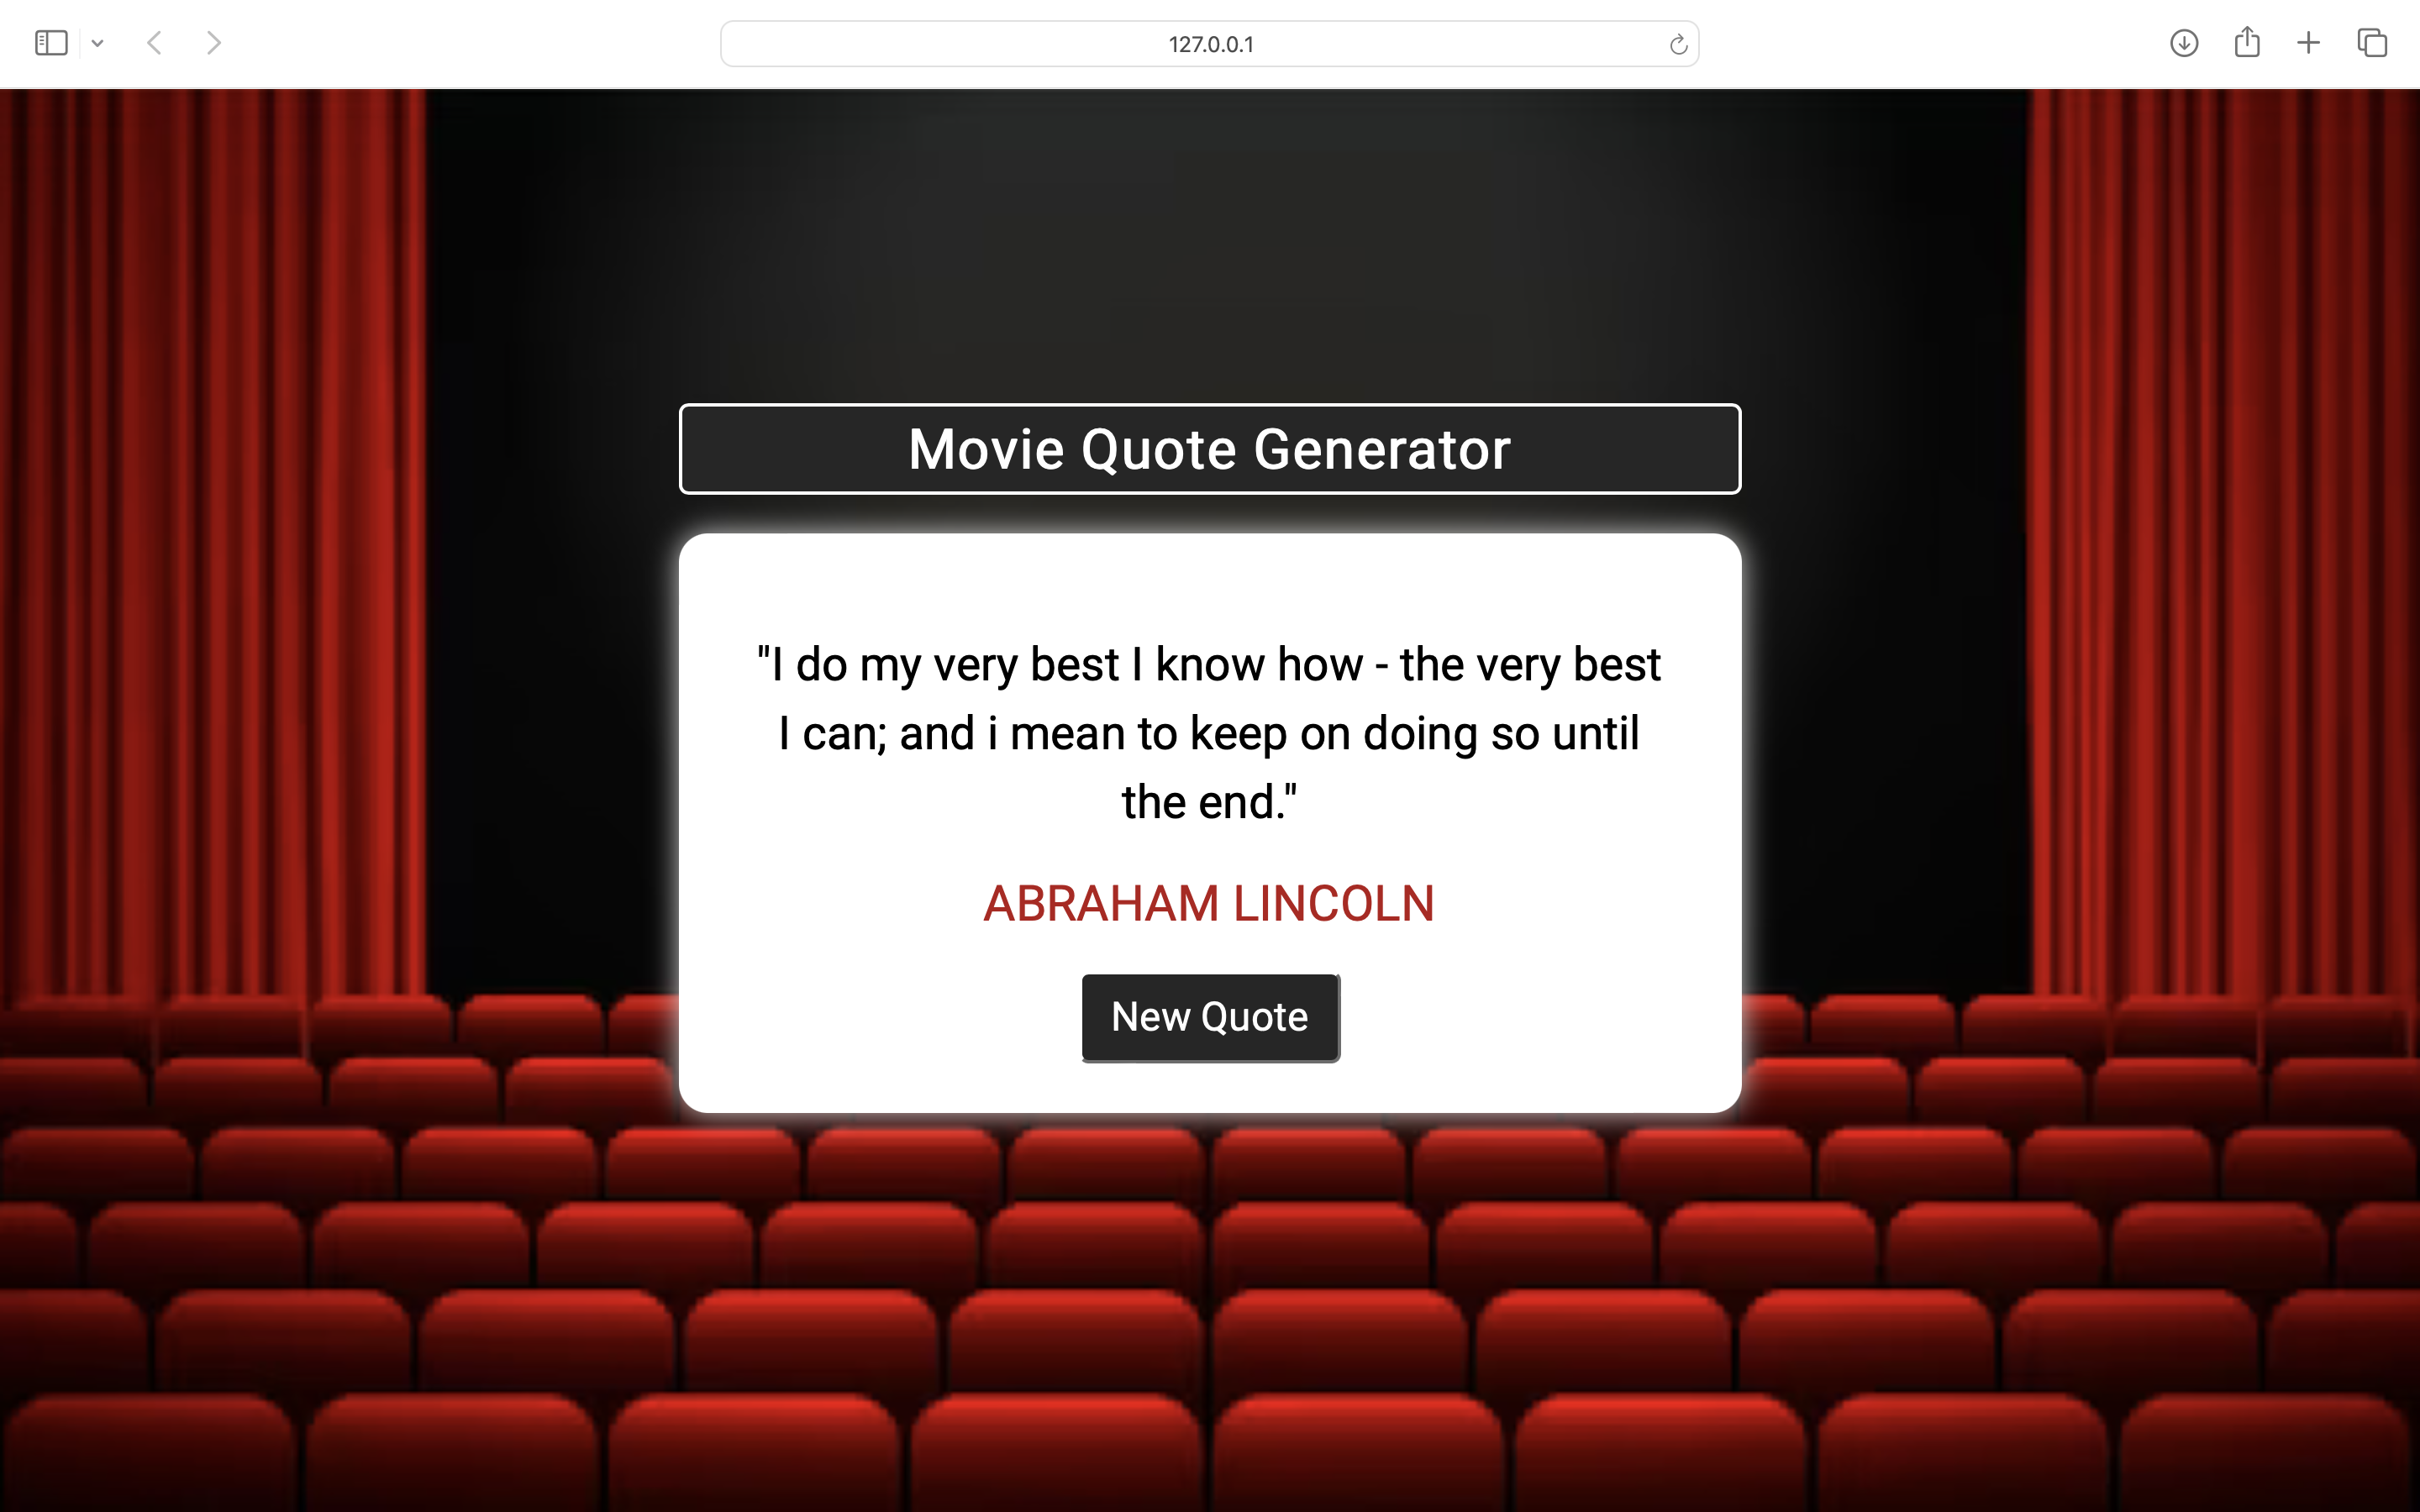 127.0.0.1
Movie Quote Generator
"I do my very best I know how - the very best
I can; and i mean to keep on doing so until
the end."
ABRAHAM LINCOLN
New Quote